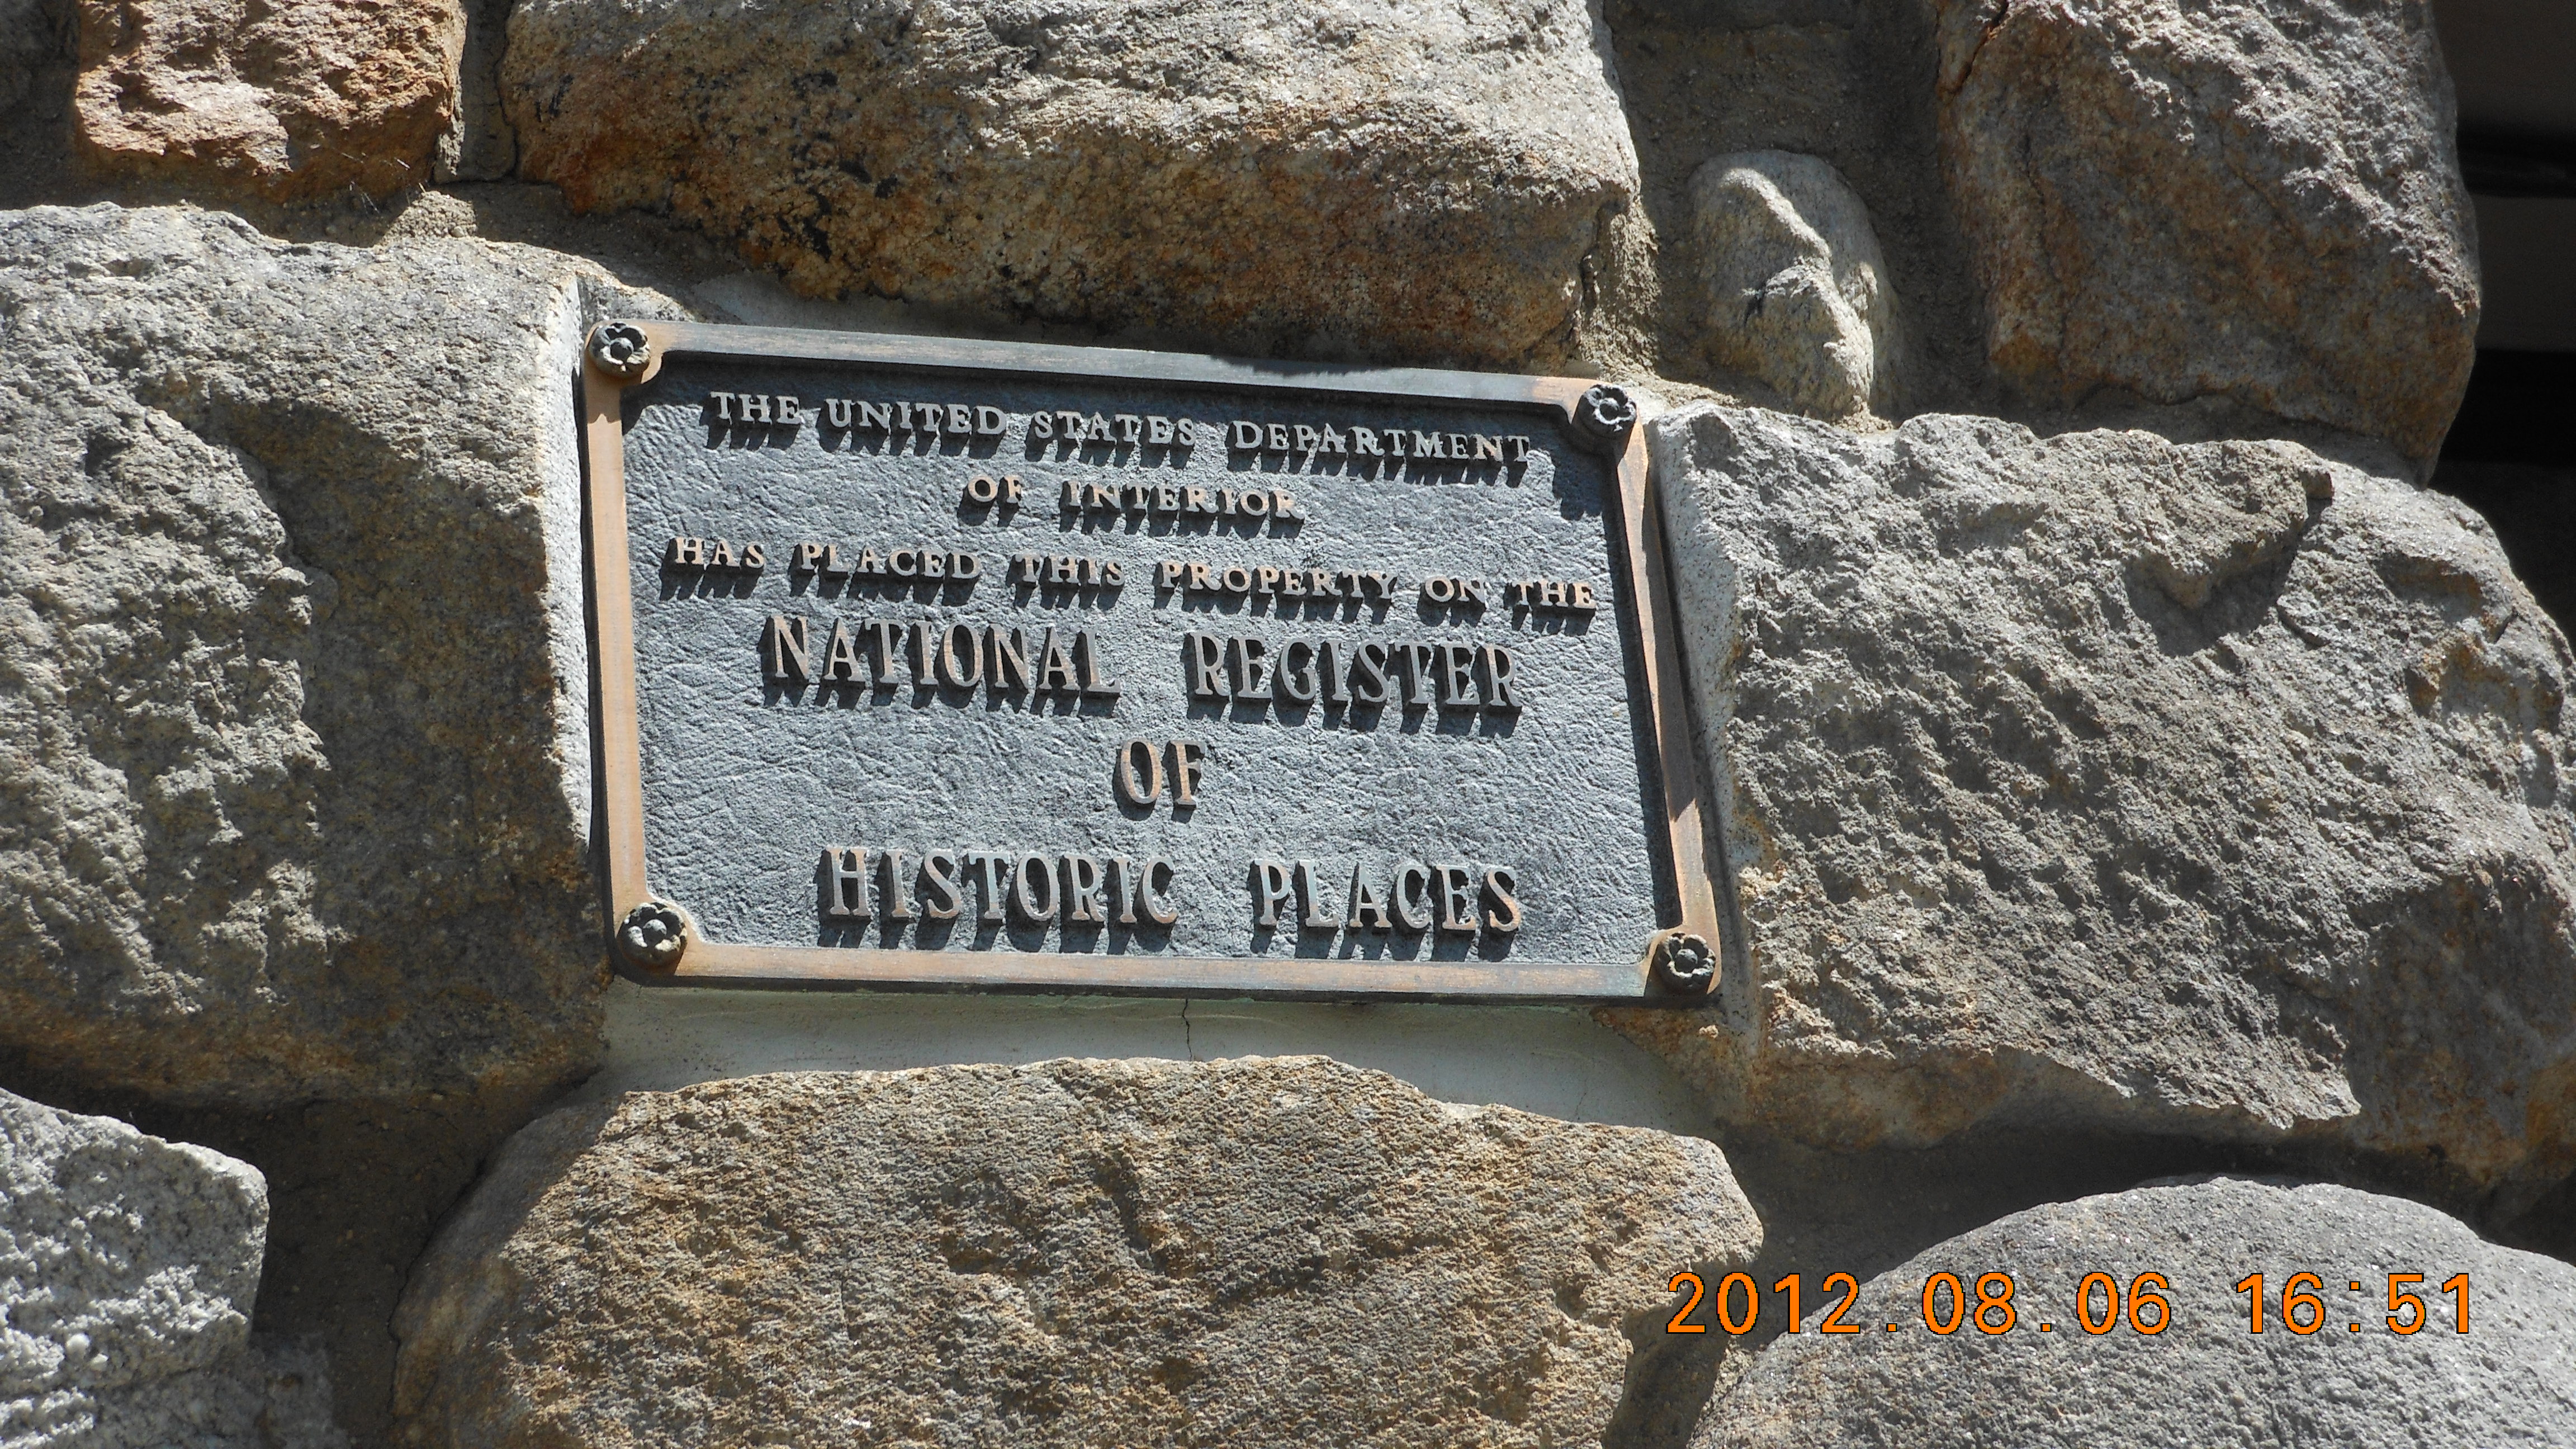 THE UNITED STATES DEPARTMENT
OF INTERIOR
HAS PLACED THIS PROPERTY ON THE
NATIONAL REGISTER
OF
HISTORIC PLACES
2012.08.06 16:51